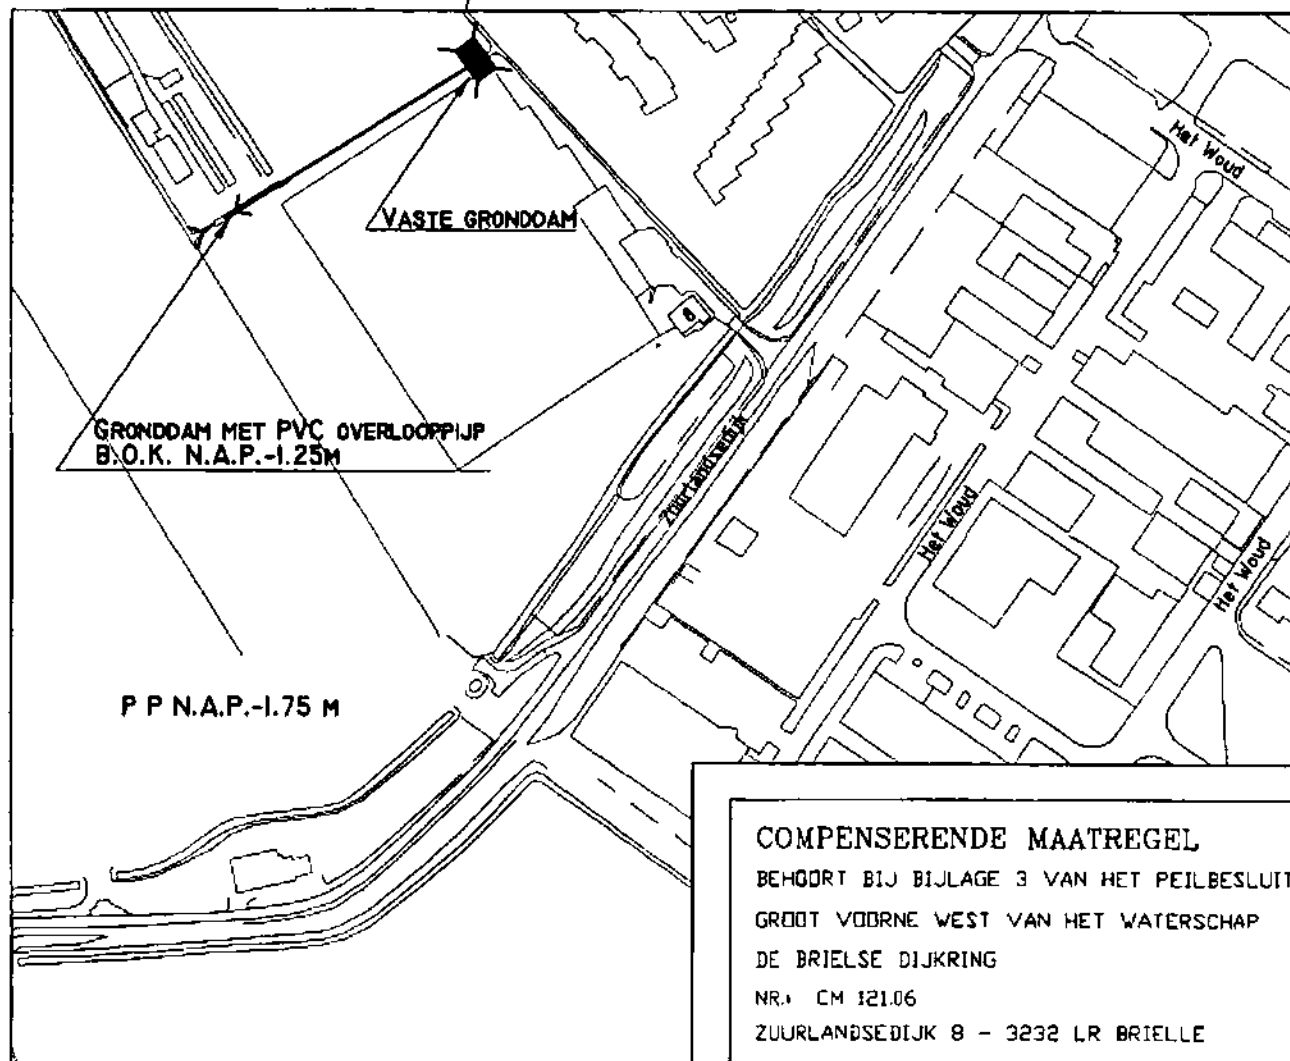 Het Woud
VASTE GRONDDAM
8
GRONDDAM MET PVC OVERLOOPPIJP
B.O.K. N.A.P.-1.25M
Zuurlandsedijk
Het Woud
Het Woud
P P N.A.P.-1.75 M
COMPENSERENDE MAATREGEL
BEHOORT BIJ BIJLAGE 3 VAN HET PEILBESLUIT
GROOT VOORNE WEST VAN HET WATERSCHAP
DE BRIELSE DIJKRING
NR.: CM 121.06
ZUURLANDSEDIJK 8 - 3232 LR BRIELLE